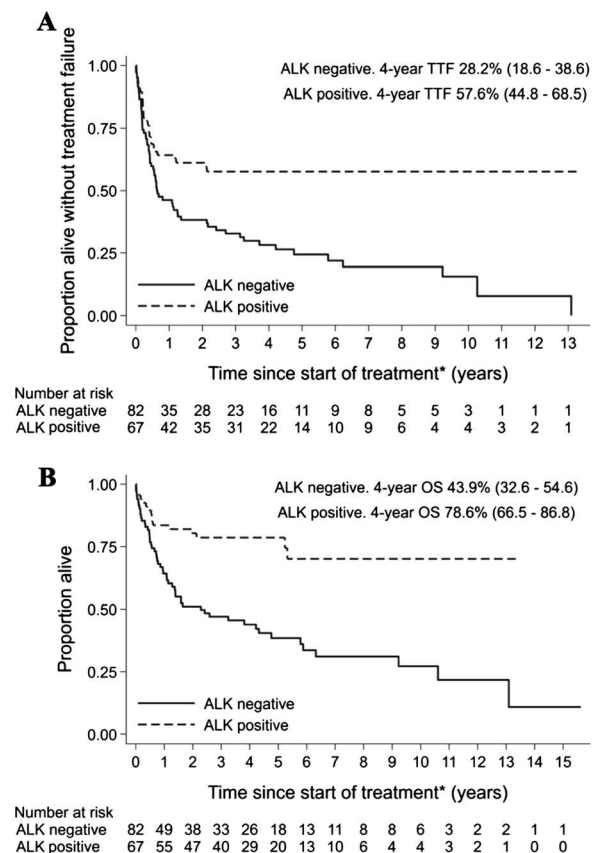 A
Proportion alive without treatment failure
1.00
0.75
0.50
0.25
0.00
ALK negative. 4-year TTF 28.2% (18.6 - 38.6)
ALK positive. 4-year TTF 57.6% (44.8 - 68.5)
ALK negative
ALK positive
0 1 2 3 4 5 6 7 8 9 10 11 12 13
Time since start of treatment* (years)
Number at risk
ALK negative 82 35 28 23 16 11 9 8 5 5 3 1 1 1
ALK positive 67 42 35 31 22 14 10 9 6 4 4 3 2 1
B
Proportion alive
1.00
0.75
0.50
0.25
0.00
ALK negative. 4-year OS 43.9% (32.6 - 54.6)
ALK positive. 4-year OS 78.6% (66.5 - 86.8)
ALK negative
ALK positive
0 1 2 3 4 5 6 7 8 9 10 11 12 13 14 15
Time since start of treatment* (years)
Number at risk
ALK negative 82 49 38 33 26 18 13 11 8 8 6 3 2 2 1 1
ALK positive 67 55 47 40 29 20 13 10 6 4 4 3 2 1 0 0